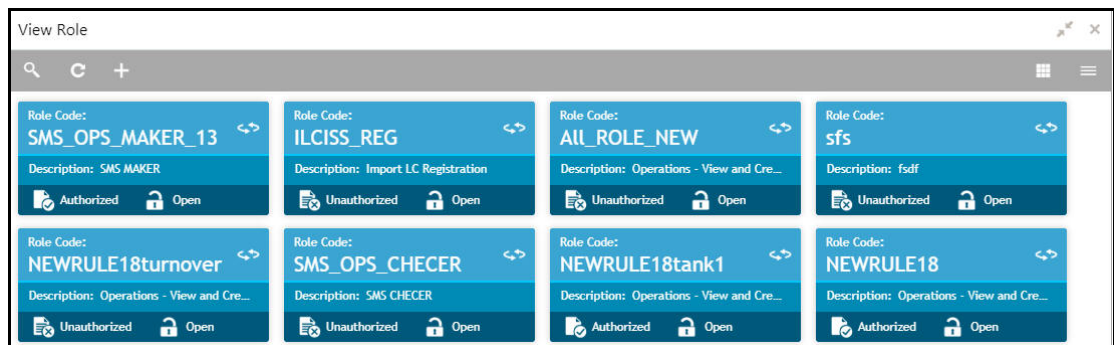 View Role
Role Code: Role Code: Role Code: Role Code:
SMS_OPS_MAKER_13 ILCISS_REG All_ROLE_NEW sfs
Description: SMS MAKER Description: Import LC Registration Description: Operations - View and Cre... Description: fsdf
Authorized Open Unauthorized Open Unauthorized Open Unauthorized Open
Role Code: Role Code: Role Code: Role Code:
NEWRULE18turnover SMS_OPS_CHECER NEWRULE18tank1 NEWRULE18
Description: Operations - View and Cre... Description: SMS CHECER Description: Operations - View and Cre... Description: Operations - View and Cre...
Unauthorized Open Unauthorized Open Authorized Open Authorized Open